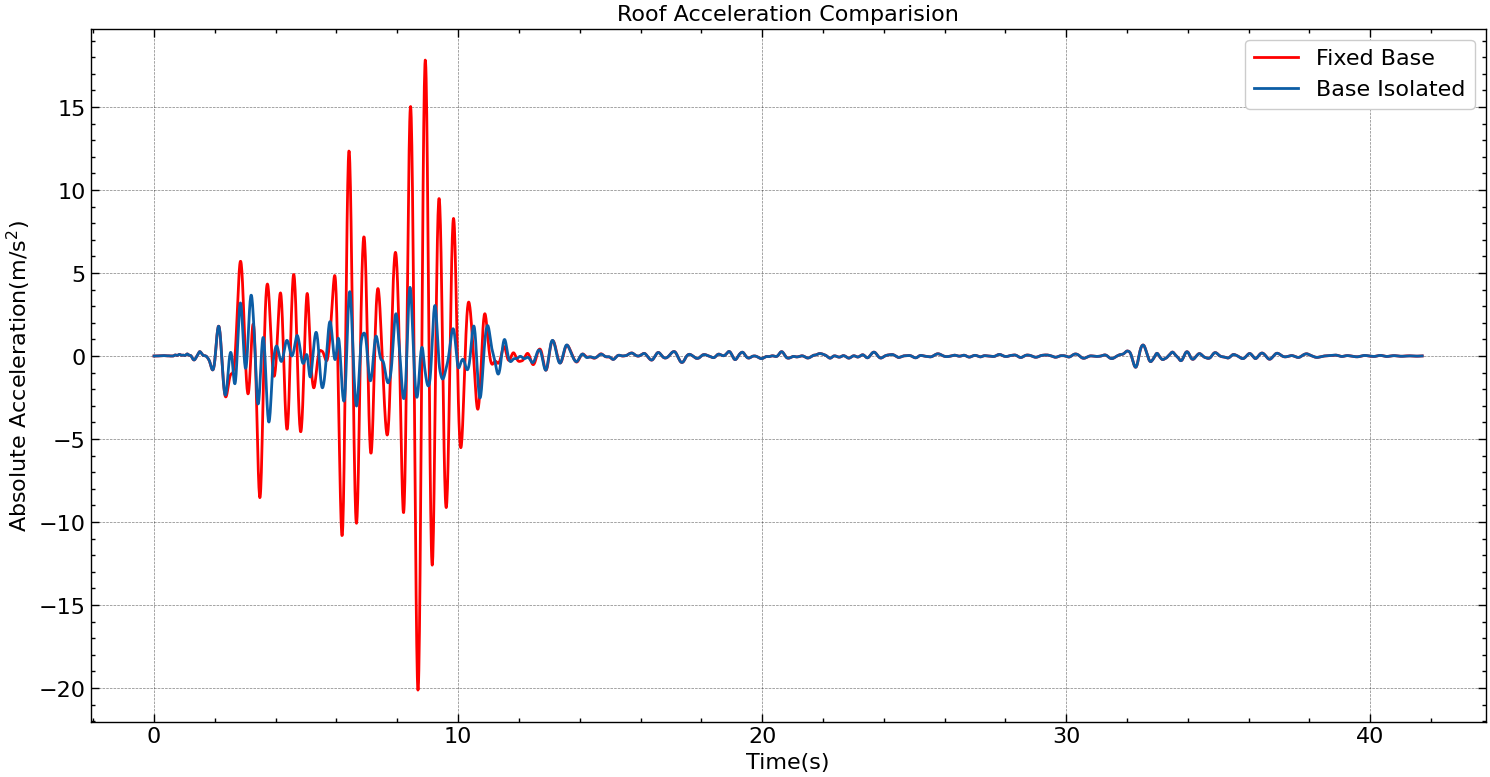 Roof Acceleration Comparision
Fixed Base
Base Isolated
Absolute Acceleration(m/s²)
15
10
5
0
−5
−10
−15
−20
0 10 20 30 40
Time(s)